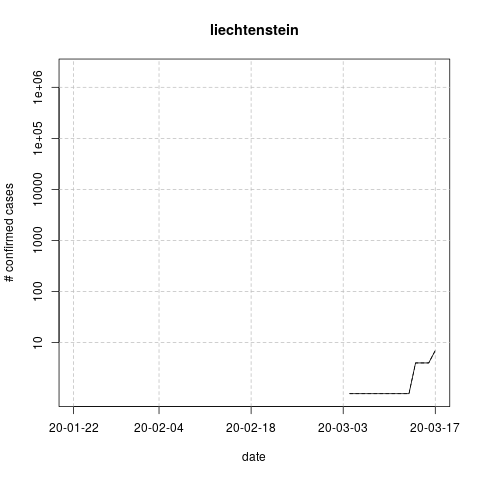 liechtenstein
# confirmed cases
1e+06
1e+05
10000
1000
100
10
20-01-22
20-02-04
20-02-18
20-03-03
20-03-17
date